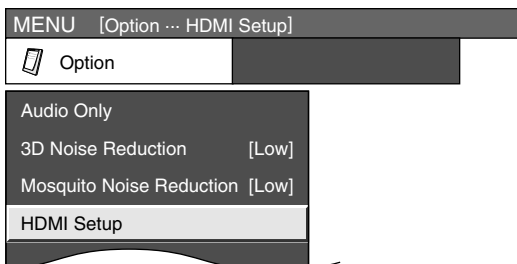 MENU [Option ··· HDMI Setup]
Option
Audio Only
3D Noise Reduction [Low]
Mosquito Noise Reduction [Low]
HDMI Setup